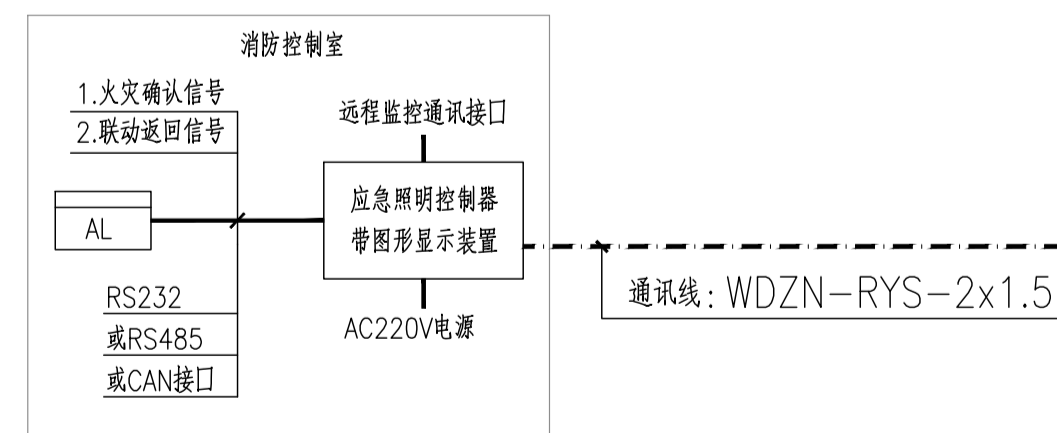 消防控制室
1.火灾确认信号
2.联动返回信号
远程监控通讯接口
应急照明控制器
带图形显示装置
AL
通讯线: WDZN-RYS-2x1.5
RS232
或RS485
或CAN接口
AC220V电源